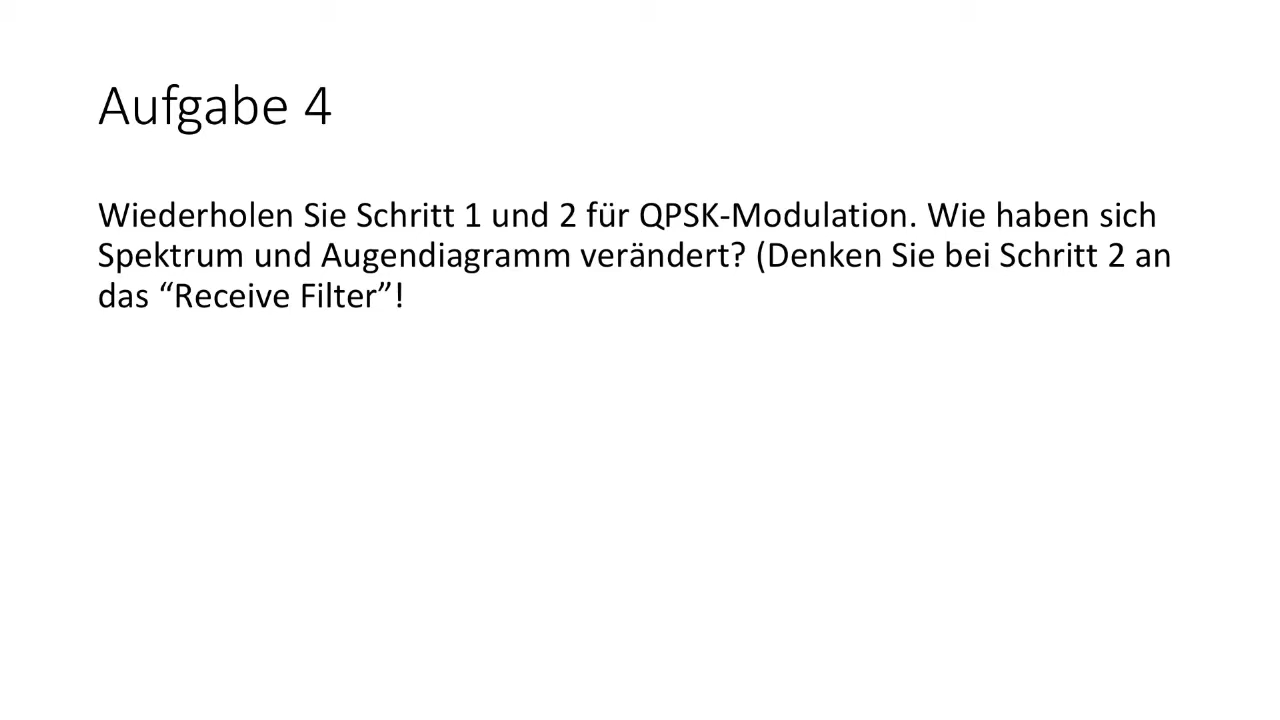 Aufgabe 4
Wiederholen Sie Schritt 1 und 2 für QPSK-Modulation. Wie haben sich
Spektrum und Augendiagramm verändert? (Denken Sie bei Schritt 2 an
das “Receive Filter”!